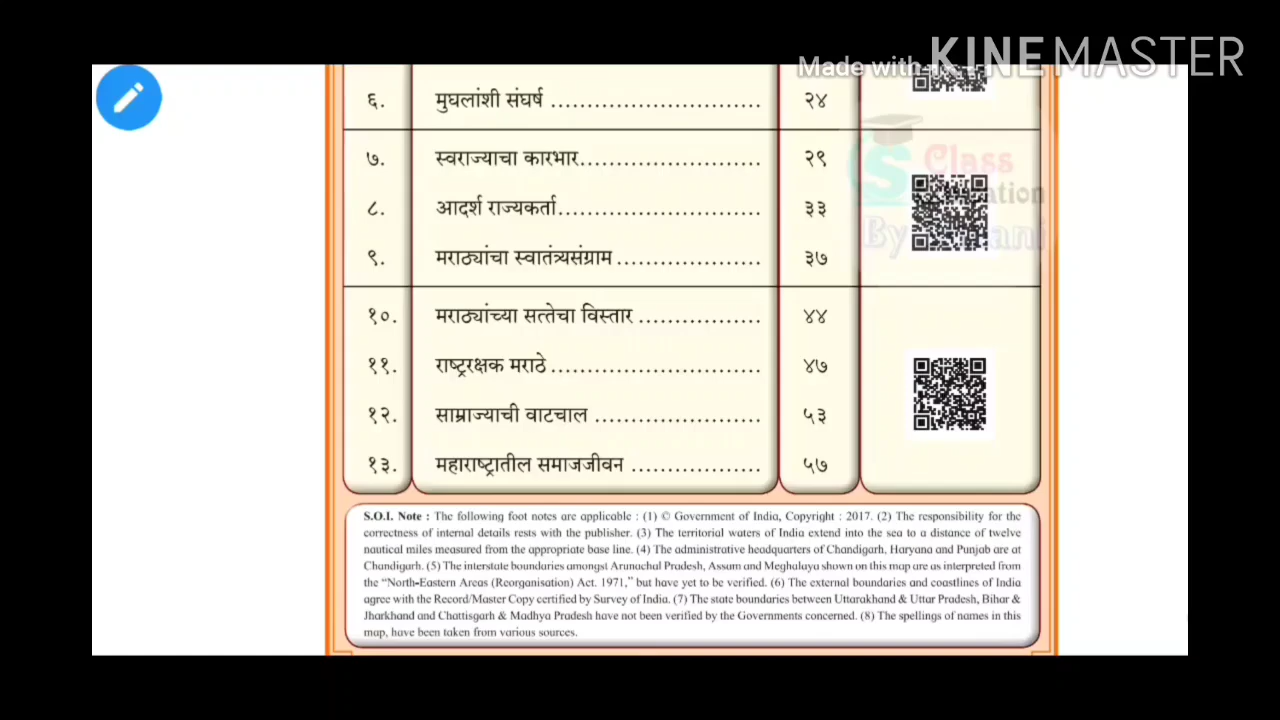 Made with KINEMASTER
६. मुघलांशी संघर्ष .............................. २४
७. स्वराज्याचा कारभार.......................... २९
Class
८. आदर्श राज्यकर्ता............................. ३३
By
९. मराठ्यांचा स्वातंत्र्यसंग्राम .................... ३७
१०. मराठ्यांच्या सत्तेचा विस्तार ................. ४४
११. राष्ट्ररक्षक मराठे .............................. ४७
१२. साम्राज्याची वाटचाल ........................ ५३
१३. महाराष्ट्रातील समाजजीवन .................. ५७
S.O.I. Note : The following foot notes are applicable : (1) © Government of India, Copyright : 2017. (2) The responsibility for the
correctness of internal details rests with the publisher. (3) The territorial waters of India extend into the sea to a distance of twelve
nautical miles measured from the appropriate base line. (4) The administrative headquarters of Chandigarh, Haryana and Punjab are at
Chandigarh. (5) The interstate boundaries amongst Arunachal Pradesh, Assam and Meghalaya shown on this map are as interpreted from
the “North-Eastern Areas (Reorganisation) Act. 1971,” but have yet to be verified. (6) The external boundaries and coastlines of India
agree with the Record/Master Copy certified by Survey of India. (7) The state boundaries between Uttarakhand & Uttar Pradesh, Bihar &
Jharkhand and Chattisgarh & Madhya Pradesh have not been verified by the Governments concerned. (8) The spellings of names in this
map, have been taken from various sources.